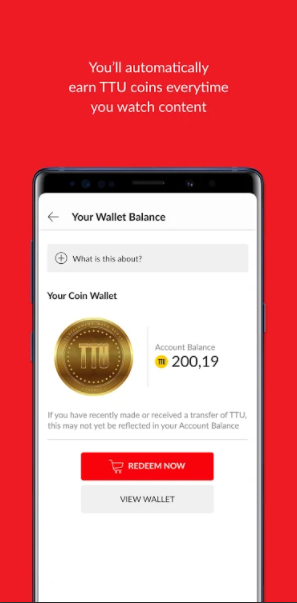 You'll automatically
earn TTU coins everytime
you watch content
Your Wallet Balance
What is this about?
Your Coin Wallet
TTU
Account Balance
TTU 200,19
If you have recently made or received a transfer of TTU,
this may not yet be reflected in your Account Balance
REDEEM NOW
VIEW WALLET